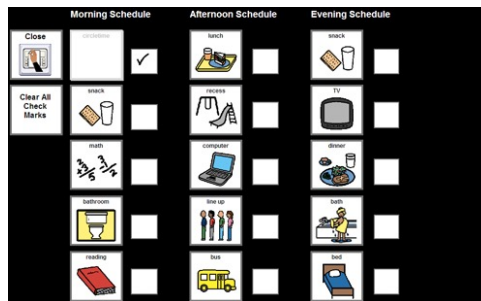 Morning Schedule
Afternoon Schedule
Evening Schedule
Close
circletime
lunch
snack
Clear All
Check
Marks
snack
recess
TV
math
computer
dinner
bathroom
line up
bath
reading
bus
bed